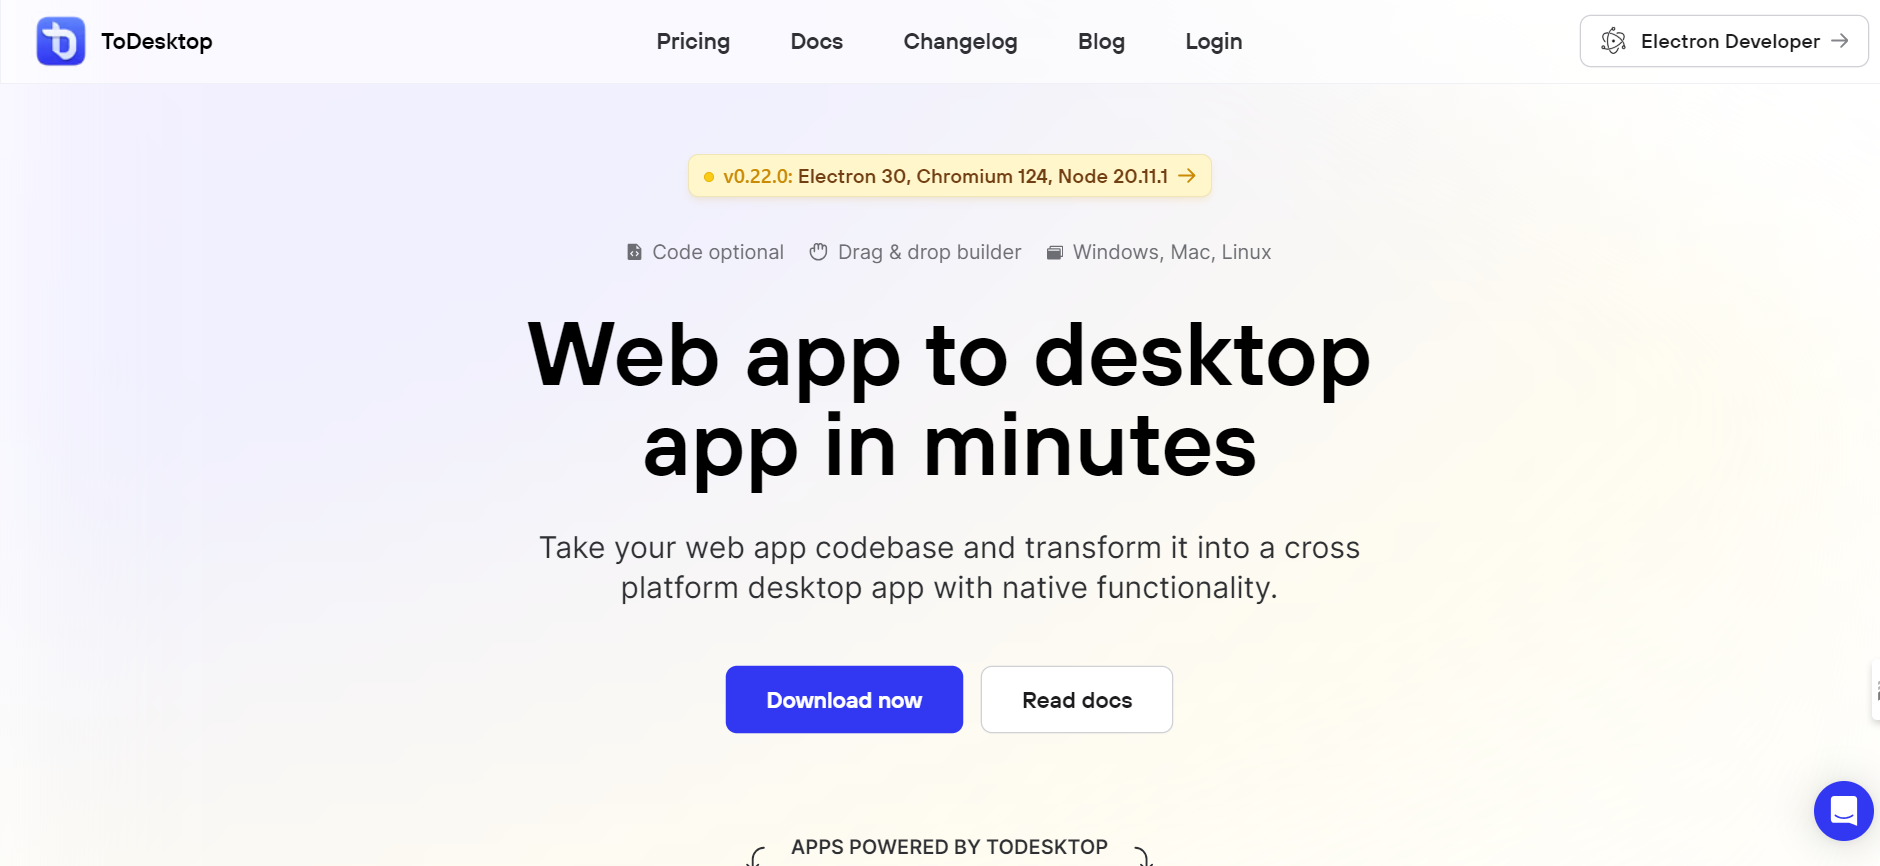 ToDesktop
Pricing
Docs
Changelog
Blog
Login
Electron Developer →
v0.22.0: Electron 30, Chromium 124, Node 20.11.1 →
Code optional
Drag & drop builder
Windows, Mac, Linux
Web app to desktop
app in minutes
Take your web app codebase and transform it into a cross
platform desktop app with native functionality.
Download now
Read docs
APPS POWERED BY TODESKTOP